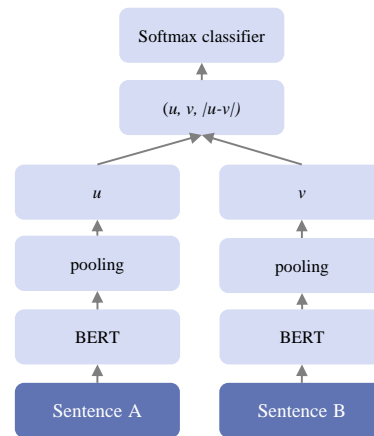 Softmax classifier
(u, v, |u-v|)
u
v
pooling
pooling
BERT
BERT
Sentence A
Sentence B